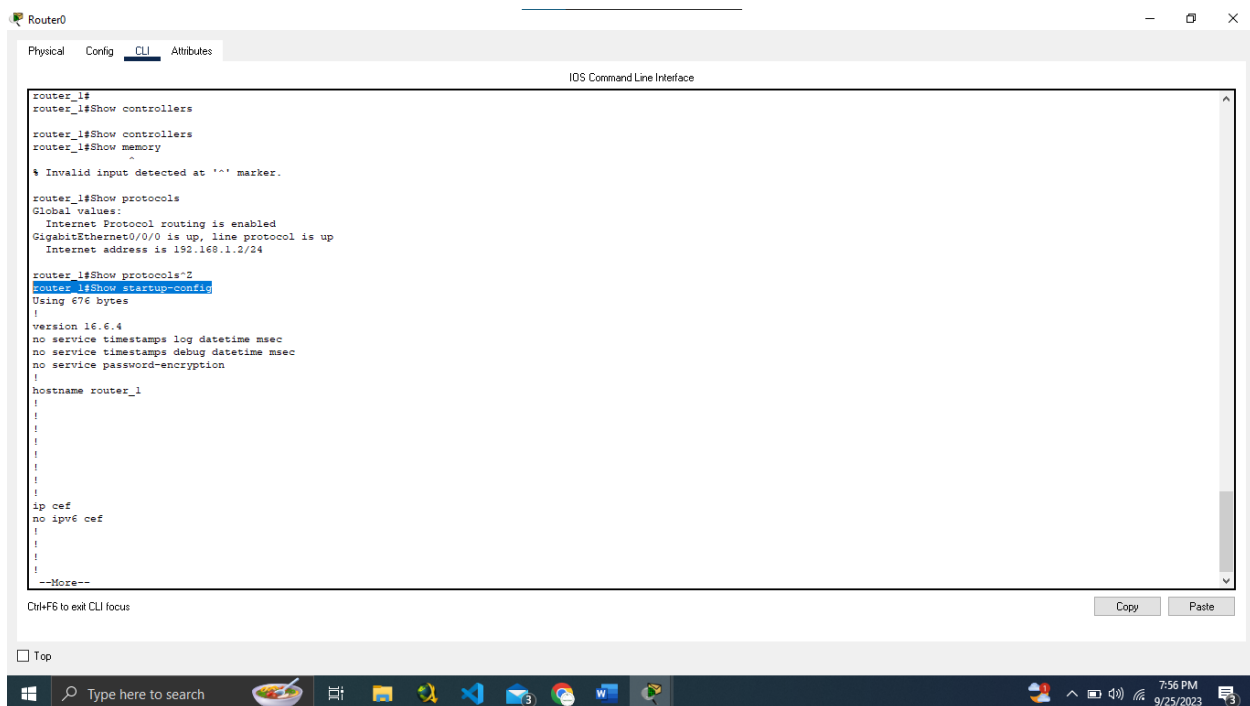 Router0
Physical Config CLI Attributes
IOS Command Line Interface
router_1#
router_1#Show controllers
router_1#Show controllers
router_1#Show memory
^
% Invalid input detected at '^' marker.
router_1#Show protocols
Global values:
Internet Protocol routing is enabled
GigabitEthernet0/0/0 is up, line protocol is up
Internet address is 192.168.1.2/24
router_1#Show protocols^Z
router_1#Show startup-config
Using 676 bytes
!
version 16.6.4
no service timestamps log datetime msec
no service timestamps debug datetime msec
no service password-encryption
!
hostname router_1
!
!
!
!
!
!
!
!
ip cef
no ipv6 cef
!
!
!
!
--More--
Ctrl+F6 to exit CLI focus
Copy Paste
Top
Type here to search
7:56 PM
9/25/2023